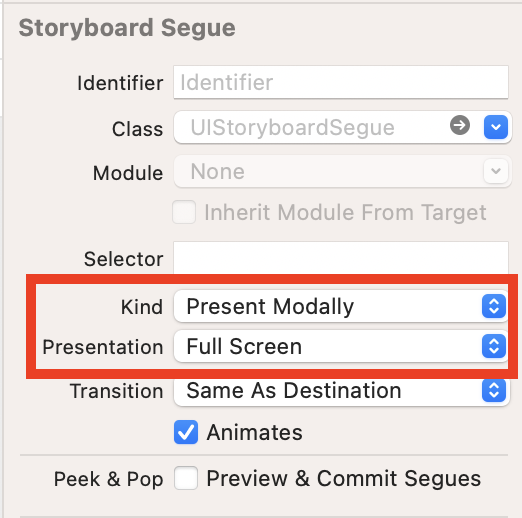 Storyboard Segue
Identifier Identifier
Class UIStoryboardSegue
Module None
Inherit Module From Target
Selector
Kind Present Modally
Presentation Full Screen
Transition Same As Destination
Animates
Peek & Pop Preview & Commit Segues